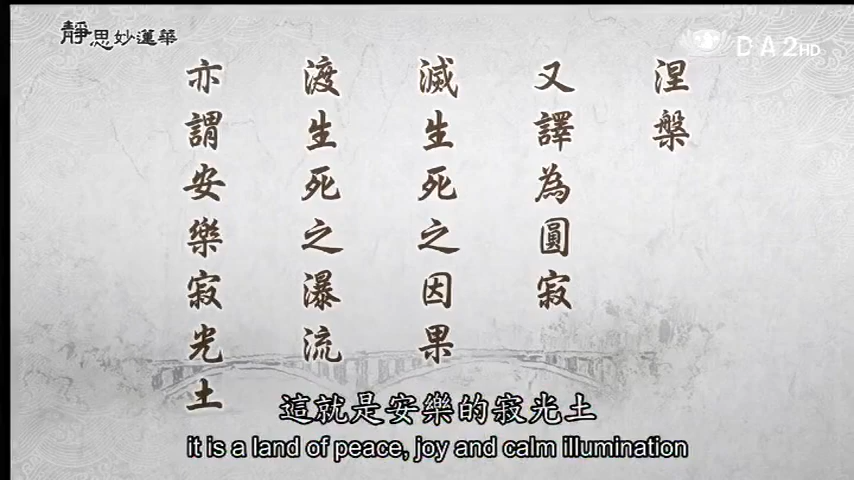 靜思妙蓮華
DA2HD
涅槃
又譯為圓寂
滅生死之因果
渡生死之瀑流
亦謂安樂寂光土
這就是安樂的寂光土
it is a land of peace, joy and calm illumination